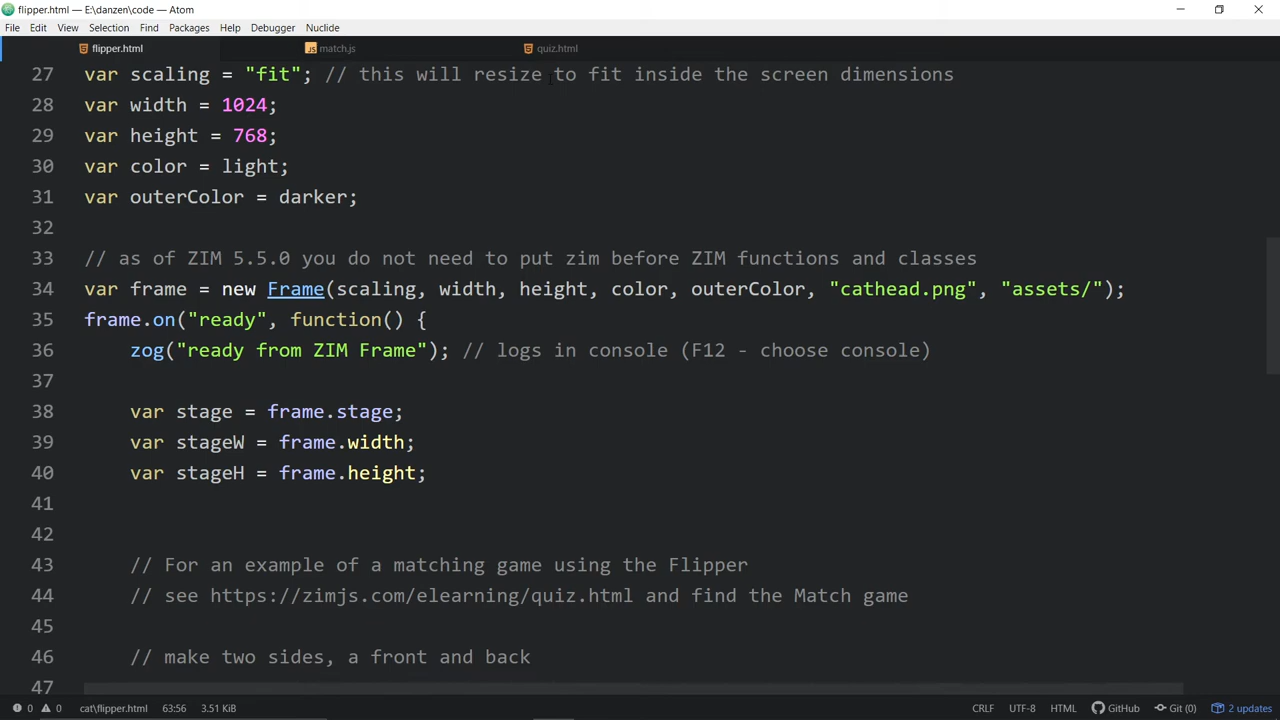 flipper.html — E:\danzen\code — Atom
File Edit View Selection Find Packages Help Debugger Nuclide
flipper.html match.js quiz.html
27 var scaling = "fit"; // this will resize to fit inside the screen dimensions
28 var width = 1024;
29 var height = 768;
30 var color = light;
31 var outerColor = darker;
32
33 // as of ZIM 5.5.0 you do not need to put zim before ZIM functions and classes
34 var frame = new Frame(scaling, width, height, color, outerColor, "cathead.png", "assets/");
35 frame.on("ready", function() {
36 zog("ready from ZIM Frame"); // logs in console (F12 - choose console)
37
38 var stage = frame.stage;
39 var stageW = frame.width;
40 var stageH = frame.height;
41
42
43 // For an example of a matching game using the Flipper
44 // see https://zimjs.com/elearning/quiz.html and find the Match game
45
46 // make two sides, a front and back
47
0 0 cat\flipper.html 63:56 3.51 KiB CRLF UTF-8 HTML GitHub Git (0) 2 updates